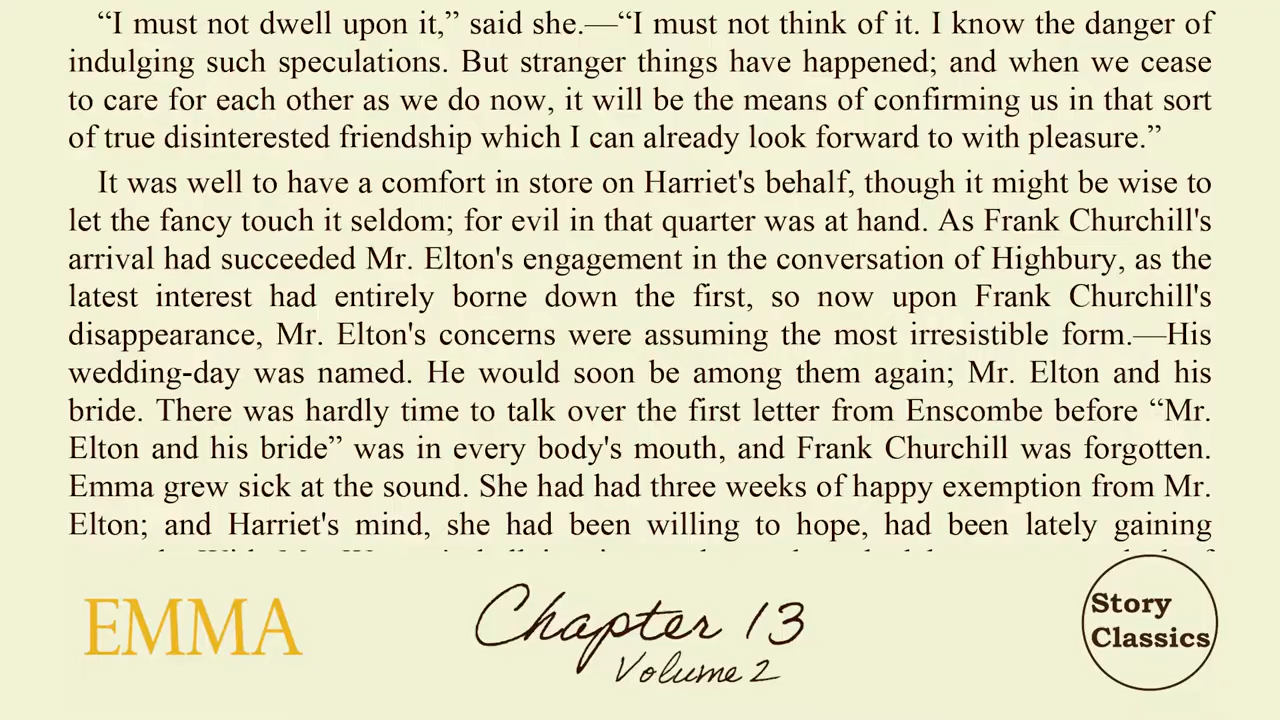 “I must not dwell upon it,” said she.—“I must not think of it. I know the danger of
indulging such speculations. But stranger things have happened; and when we cease
to care for each other as we do now, it will be the means of confirming us in that sort
of true disinterested friendship which I can already look forward to with pleasure.”
It was well to have a comfort in store on Harriet's behalf, though it might be wise to
let the fancy touch it seldom; for evil in that quarter was at hand. As Frank Churchill's
arrival had succeeded Mr. Elton's engagement in the conversation of Highbury, as the
latest interest had entirely borne down the first, so now upon Frank Churchill's
disappearance, Mr. Elton's concerns were assuming the most irresistible form.—His
wedding-day was named. He would soon be among them again; Mr. Elton and his
bride. There was hardly time to talk over the first letter from Enscombe before “Mr.
Elton and his bride” was in every body's mouth, and Frank Churchill was forgotten.
Emma grew sick at the sound. She had had three weeks of happy exemption from Mr.
Elton; and Harriet's mind, she had been willing to hope, had been lately gaining
EMMA
Chapter 13
Volume 2
Story
Classics